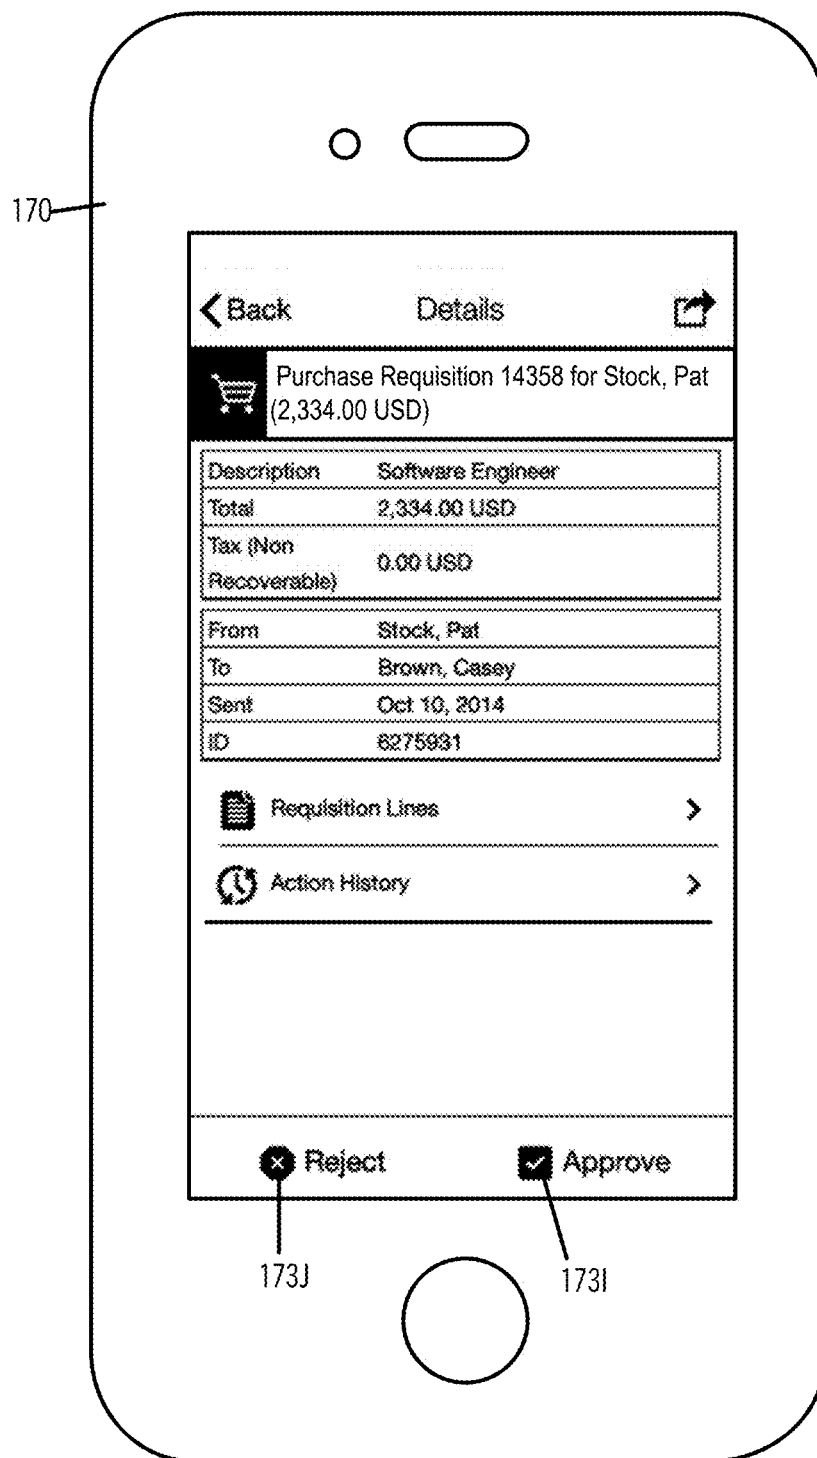 170
Back Details
Purchase Requisition 14358 for Stock, Pat
(2,334.00 USD)
Description Software Engineer
Total 2,334.00 USD
Tax (Non
Recoverable) 0.00 USD
From Stock, Pat
To Brown, Casey
Sent Oct 10, 2014
ID 6275931
Requisition Lines
Action History
Reject Approve
173J 173I